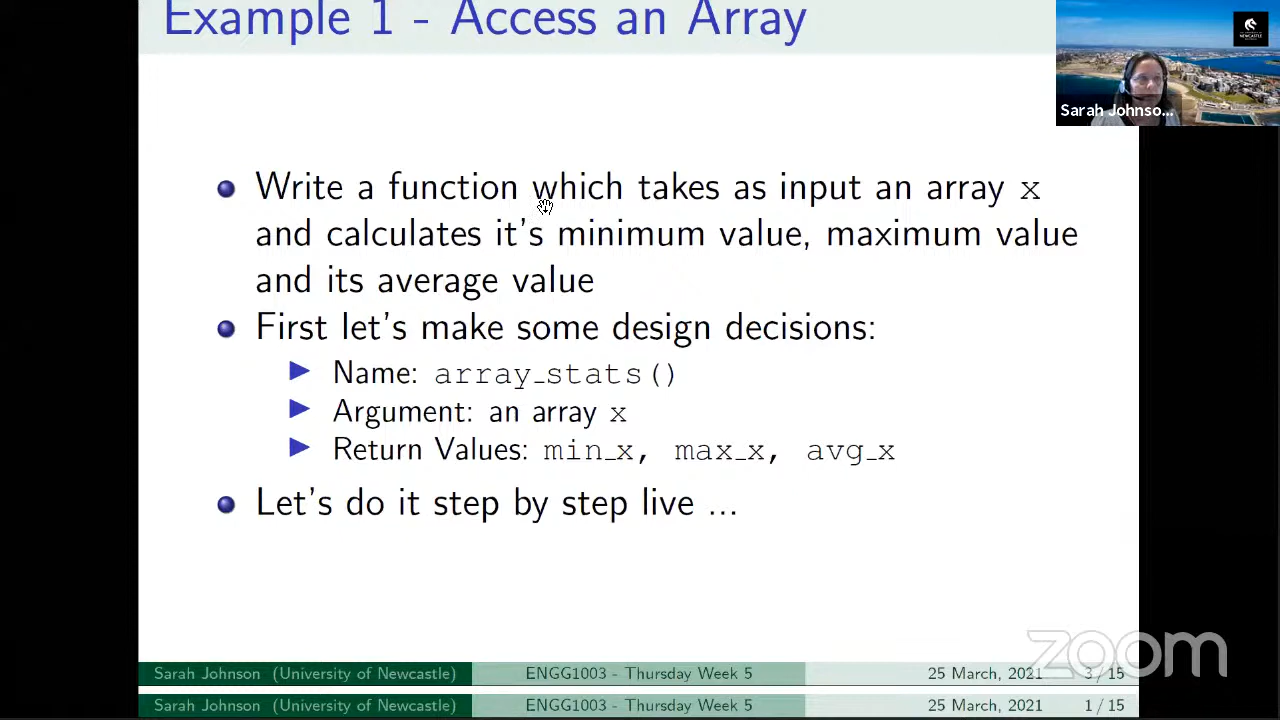 Example 1 - Access an Array
NEWCASTLE
Sarah Johnso...
Write a function which takes as input an array x
and calculates it's minimum value, maximum value
and its average value
First let's make some design decisions:
Name: array_stats()
Argument: an array x
Return Values: min_x, max_x, avg_x
Let's do it step by step live ...
zoom
Sarah Johnson (University of Newcastle) ENGG1003 - Thursday Week 5 25 March, 2021 3 / 15
Sarah Johnson (University of Newcastle) ENGG1003 - Thursday Week 5 25 March, 2021 1 / 15